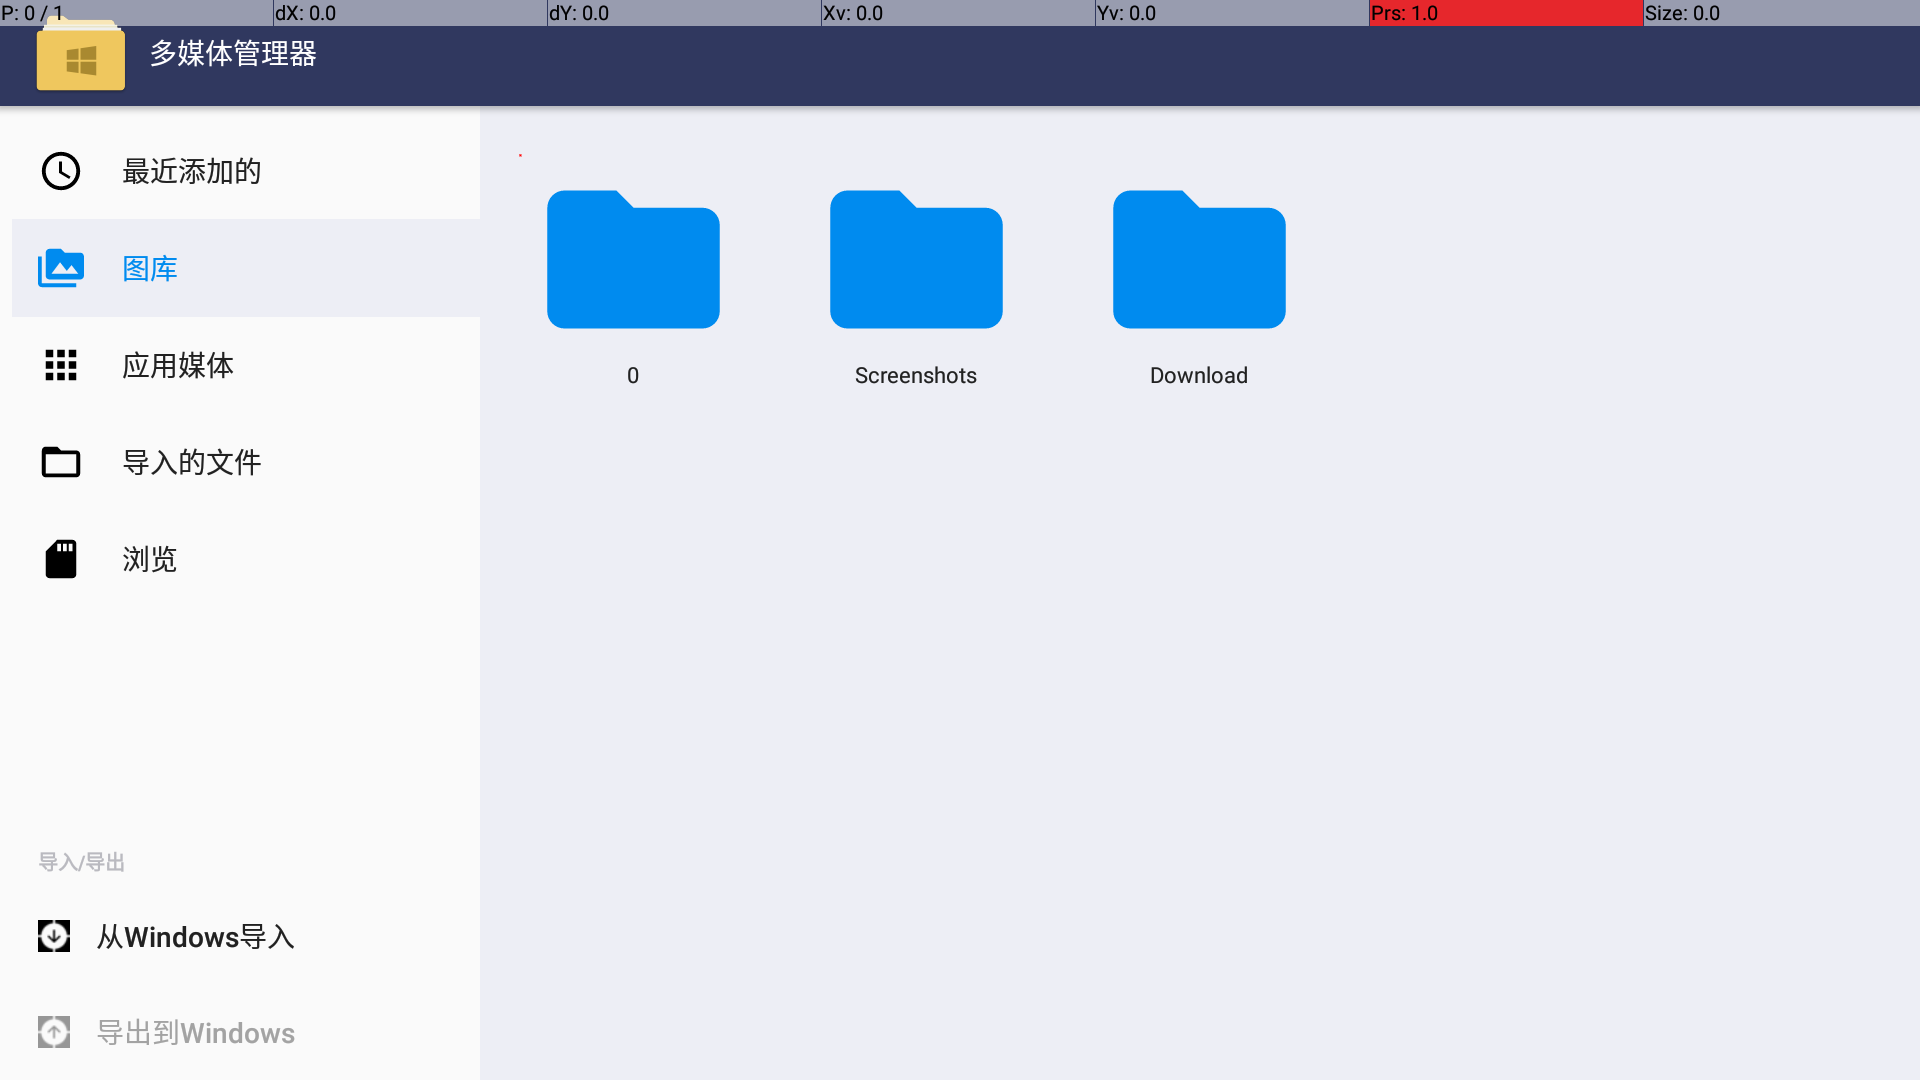 P: 0 / 1
dX: 0.0
dY: 0.0
Xv: 0.0
Yv: 0.0
Prs: 1.0
Size: 0.0
多媒体管理器
最近添加的
图库
应用媒体
导入的文件
浏览
0
Screenshots
Download
导入/导出
从Windows导入
导出到Windows